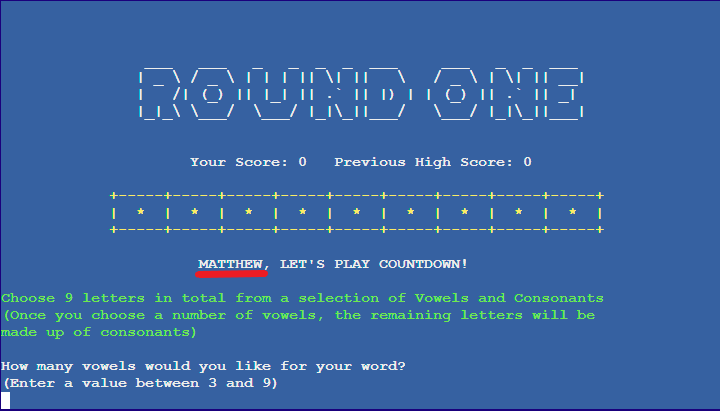 ROUND ONE
Your Score: 0 Previous High Score: 0
+-----+-----+-----+-----+-----+-----+-----+-----+-----+
| * | * | * | * | * | * | * | * | * |
+-----+-----+-----+-----+-----+-----+-----+-----+-----+
MATTHEW, LET'S PLAY COUNTDOWN!
Choose 9 letters in total from a selection of Vowels and Consonants
(Once you choose a number of vowels, the remaining letters will be
made up of consonants)
How many vowels would you like for your word?
(Enter a value between 3 and 9)